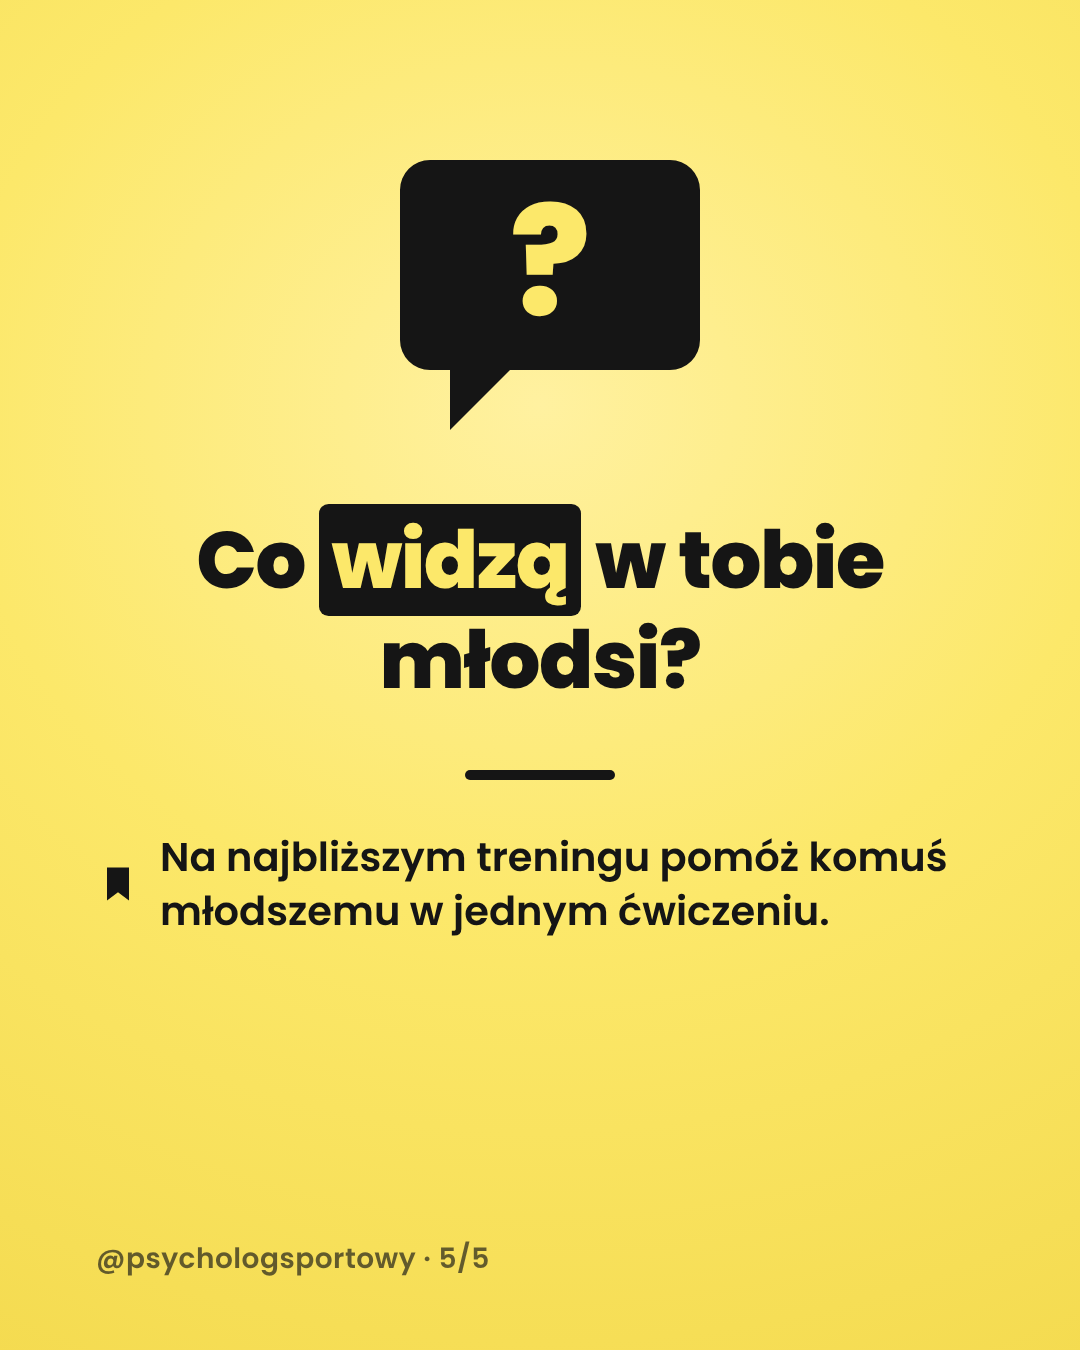 ?
Co widzą w tobie
młodsi?
Na najbliższym treningu pomóż komuś
młodszemu w jednym ćwiczeniu.
@psychologsportowy · 5/5